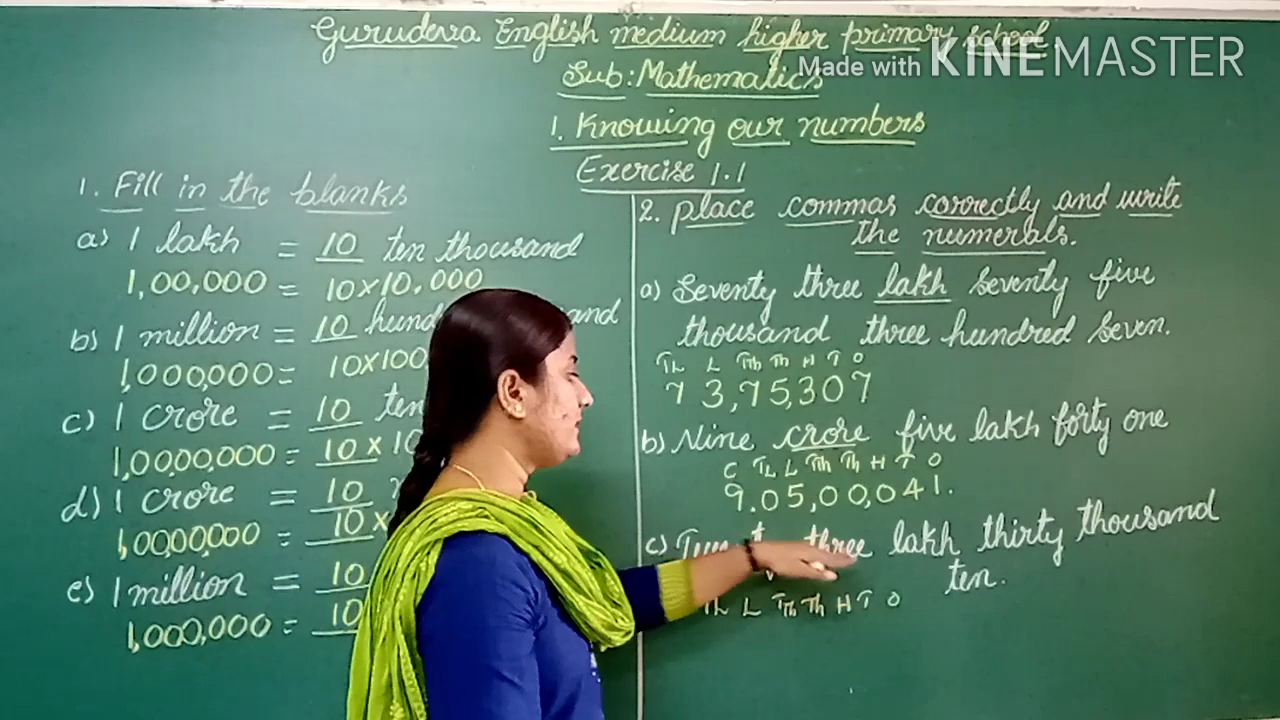 Gurudeva English medium higher primary school.
Made with KINEMASTER
Sub: Mathematics
1. Knowing our numbers
Exercise 1.1
1. Fill in the blanks
a) 1 lakh = 10 ten thousand
1,00,000 = 10×10,000
b) 1 million = 10
1,000,000 = 10×100
c) 1 crore = 10 ten
1,00,00,000 = 10 × 10
d) 1 crore = 10
1,00,00,000 = 10 ×
e) 1 million = 10
1,000,000 = 10
2. place commas correctly and write
the numerals.
a) Seventy three lakh seventy five
thousand three hundred seven.
TL L TTh Th H T O
73,75,307
b) Nine crore five lakh forty one
C TL L TTh Th H T O
9,05,00,041.
c) three lakh thirty thousand
ten.
TL L TTh Th H T O